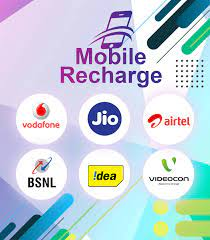 Mobile
Recharge
vodafone
Jio
airtel
BSNL
!dea
VIDEOCON